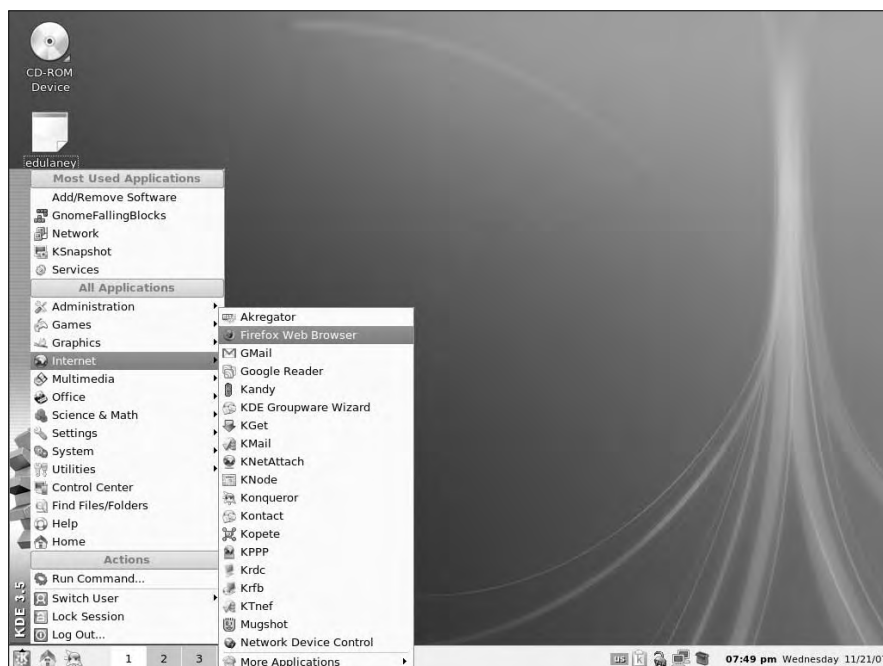 CD-ROM
Device
edulaney
Most Used Applications
Add/Remove Software
GnomeFallingBlocks
Network
KSnapshot
Services
All Applications
Administration
Games
Graphics
Internet
Multimedia
Office
Science & Math
Settings
System
Utilities
Control Center
Find Files/Folders
Help
Home
Actions
Run Command...
Switch User
Lock Session
Log Out...
KDE 3.5
Akregator
Firefox Web Browser
GMail
Google Reader
Kandy
KDE Groupware Wizard
KGet
KMail
KNetAttach
KNode
Konqueror
Kontact
Kopete
KPPP
Krdc
Krfb
KTnef
Mugshot
Network Device Control
More Applications
1 2 3
us
07:49 pm Wednesday 11/21/0